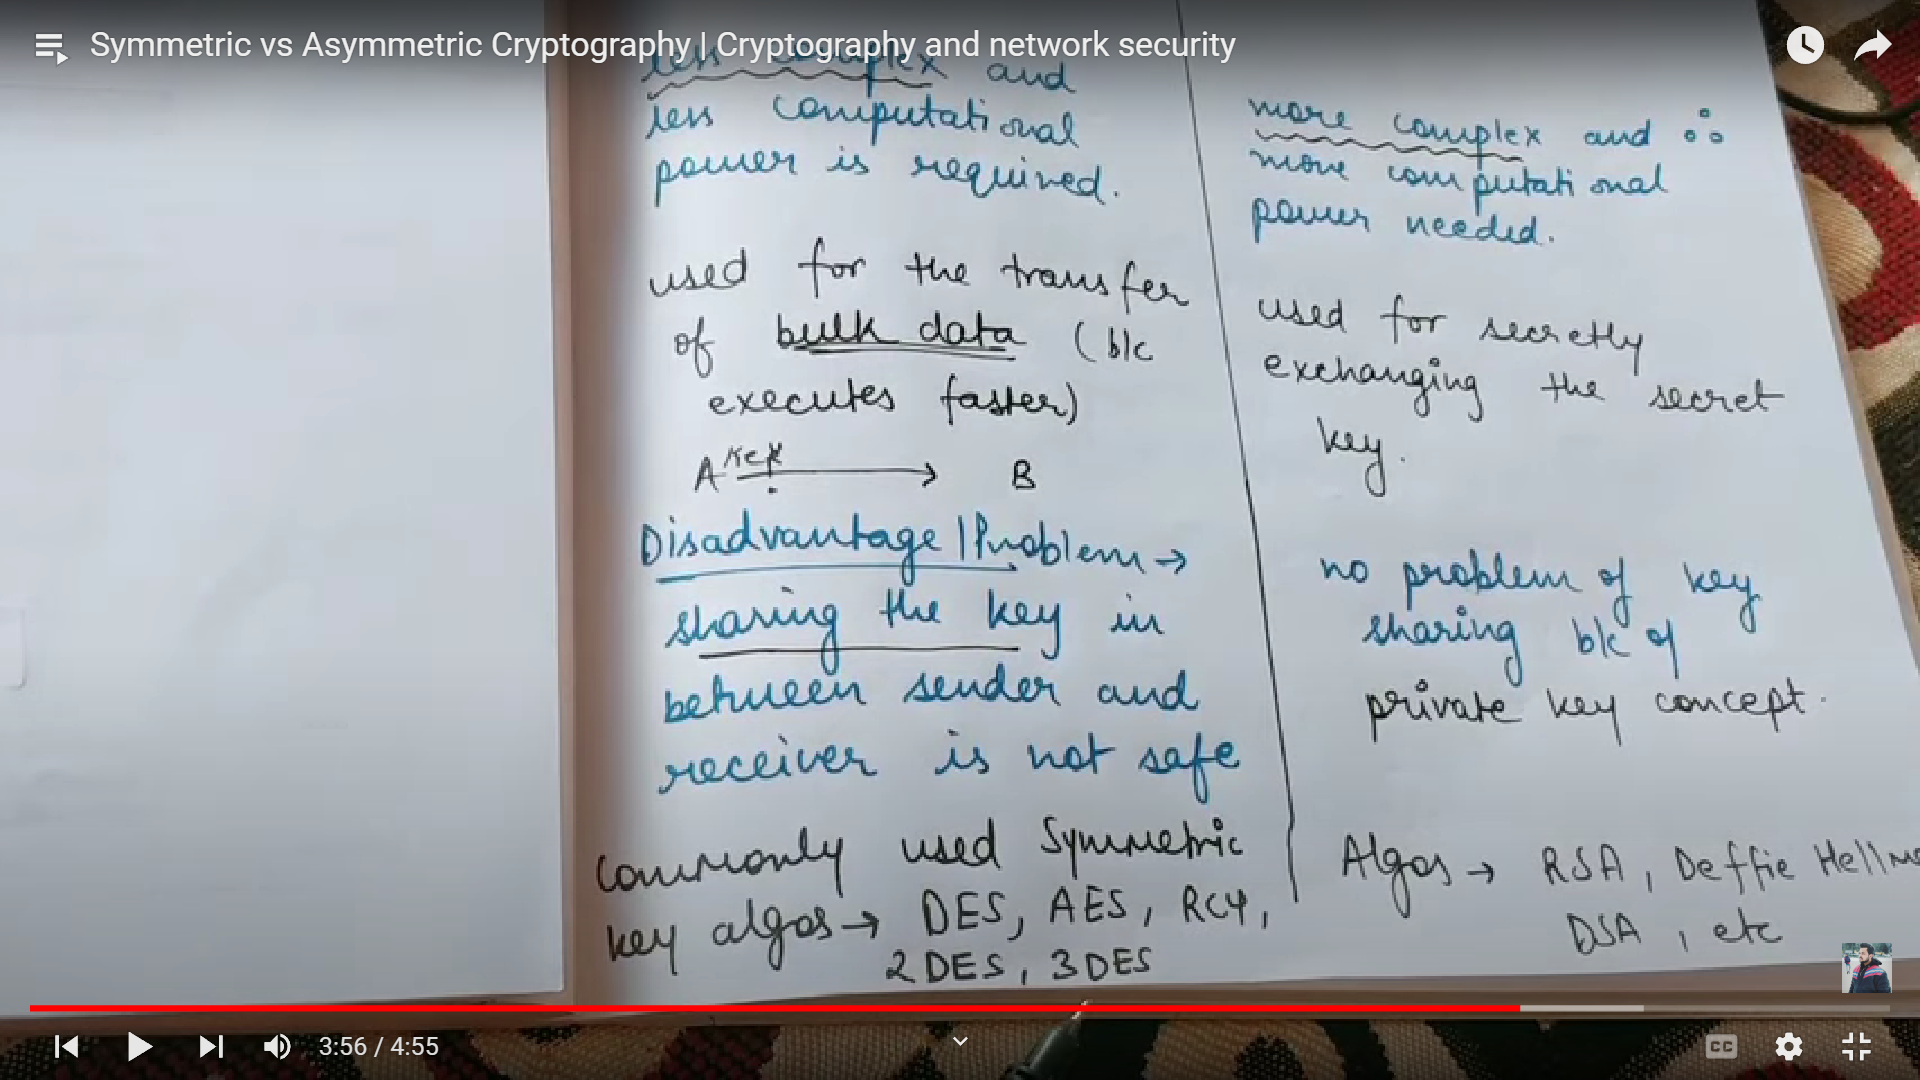 Symmetric vs Asymmetric Cryptography | Cryptography and network security
less complex and
less computational
power is required.
used for the transfer
of bulk data (b/c
executes faster)
A key B
Disadvantage | Problem →
sharing the key in
between sender and
receiver is not safe
Commonly used Symmetric
key algos → DES, AES, RC4,
2DES, 3DES
more complex and ∴
more computational
power needed.
used for secretly
exchanging the secret
key.
no problem of key
sharing b/c of
private key concept.
Algos → RSA, Deffie Hellma
DSA, etc
3:56 / 4:55
CC